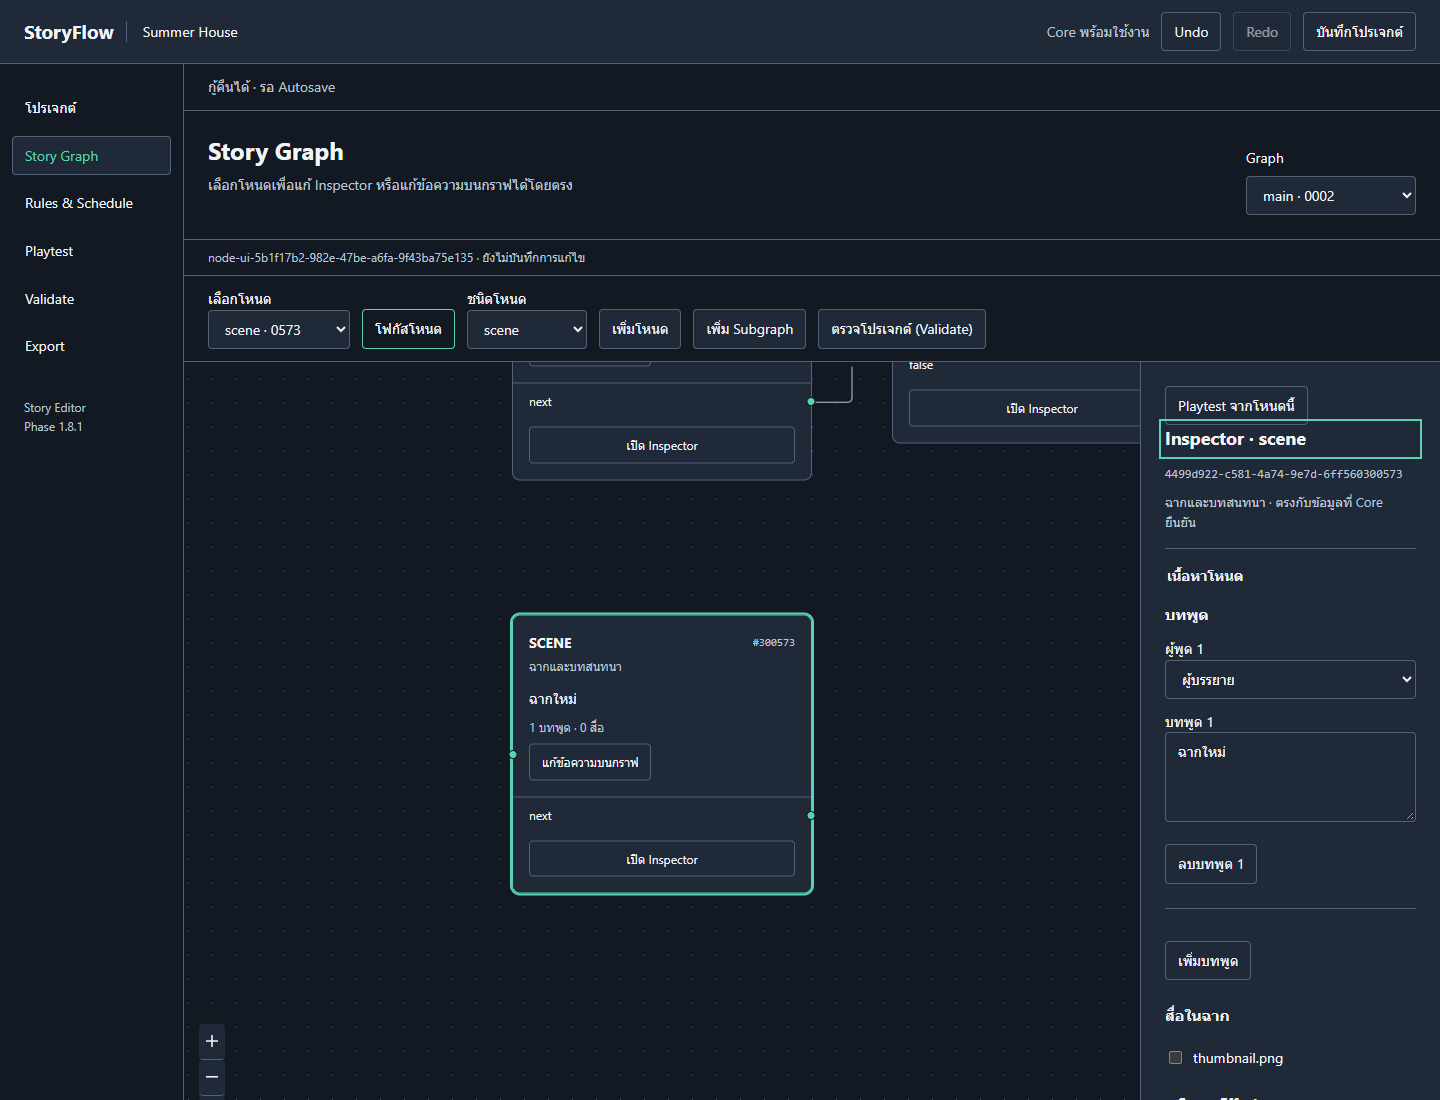 StoryFlow
Summer House
Core พร้อมใช้งาน
Undo
Redo
บันทึกโปรเจกต์
โปรเจกต์
Story Graph
Rules & Schedule
Playtest
Validate
Export
Story Editor
Phase 1.8.1
กู้คืนได้ · รอ Autosave
Story Graph
เลือกโหนดเพื่อแก้ Inspector หรือแก้ข้อความบนกราฟได้โดยตรง
Graph
main · 0002
node-ui-5b1f17b2-982e-47be-a6fa-9f43ba75e135 · ยังไม่บันทึกการแก้ไข
เลือกโหนด
scene · 0573
โฟกัสโหนด
ชนิดโหนด
scene
เพิ่มโหนด
เพิ่ม Subgraph
ตรวจโปรเจกต์ (Validate)
next
เปิด Inspector
false
เปิด Inspector
SCENE
#300573
ฉากและบทสนทนา
ฉากใหม่
1 บทพูด · 0 สื่อ
แก้ข้อความบนกราฟ
next
เปิด Inspector
+
−
Playtest จากโหนดนี้
Inspector · scene
4499d922-c581-4a74-9e7d-6ff560300573
ฉากและบทสนทนา · ตรงกับข้อมูลที่ Core
ยืนยัน
เนื้อหาโหนด
บทพูด
ผู้พูด 1
ผู้บรรยาย
บทพูด 1
ฉากใหม่
ลบบทพูด 1
เพิ่มบทพูด
สื่อในฉาก
thumbnail.png